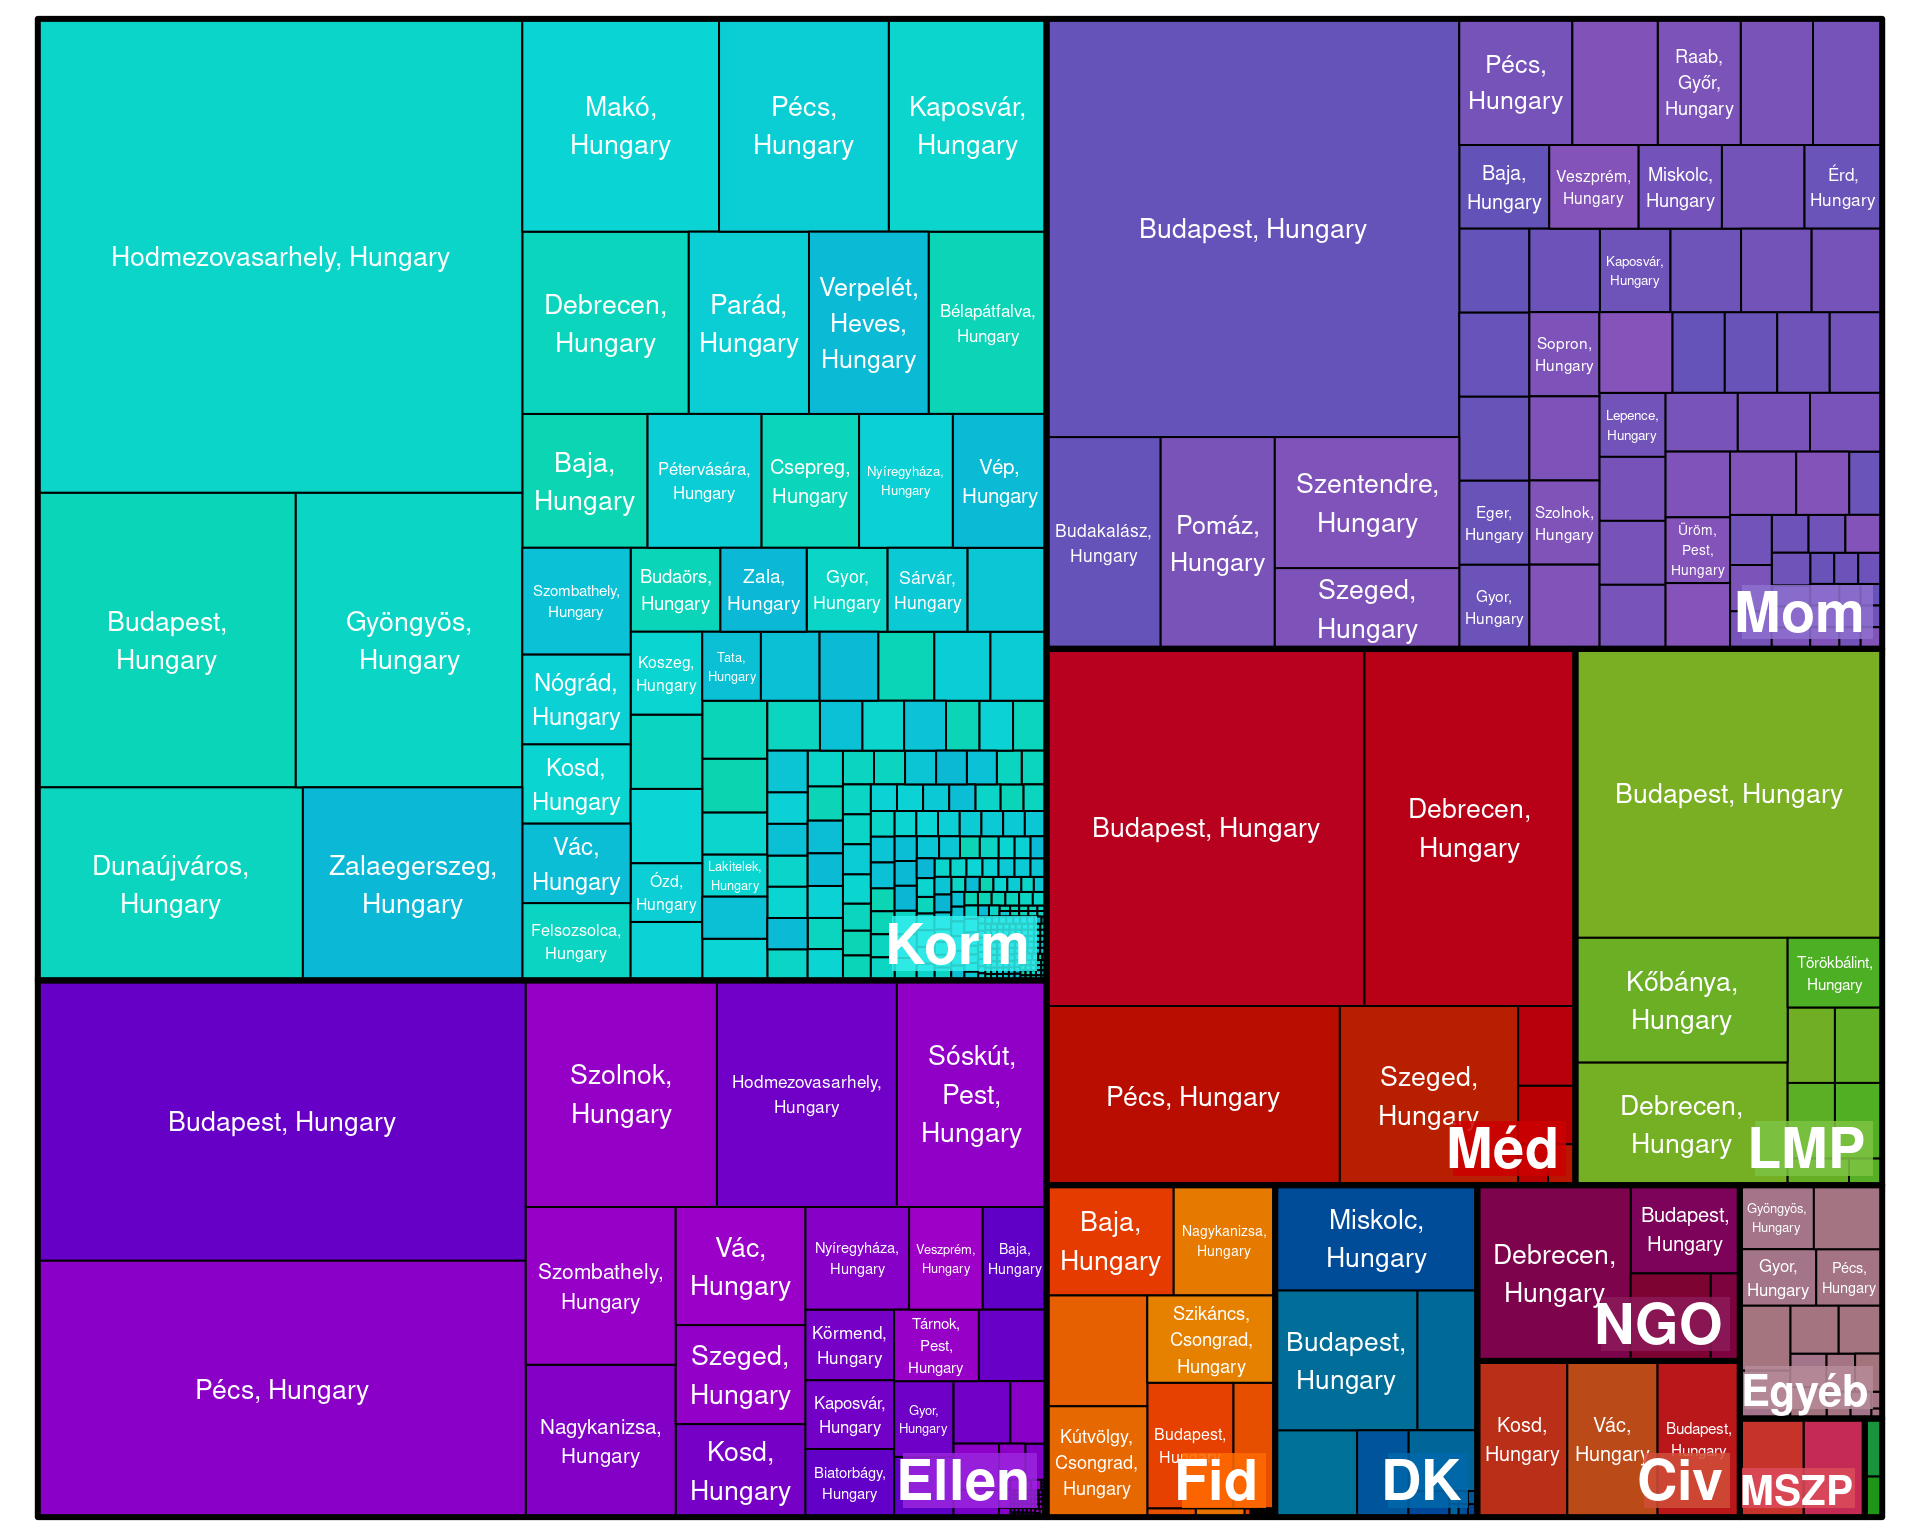 Hodmezovasarhely, Hungary
Budapest,
Hungary
Gyöngyös,
Hungary
Dunaújváros,
Hungary
Zalaegerszeg,
Hungary
Makó,
Hungary
Pécs,
Hungary
Kaposvár,
Hungary
Debrecen,
Hungary
Parád,
Hungary
Verpelét,
Heves,
Hungary
Bélapátfalva,
Hungary
Baja,
Hungary
Pétervására,
Hungary
Csepreg,
Hungary
Nyíregyháza,
Hungary
Vép,
Hungary
Szombathely,
Hungary
Budaörs,
Hungary
Zala,
Hungary
Gyor,
Hungary
Sárvár,
Hungary
Nógrád,
Hungary
Koszeg,
Hungary
Tata,
Hungary
Kosd,
Hungary
Vác,
Hungary
Ózd,
Hungary
Lakitelek,
Hungary
Felsozsolca,
Hungary
Korm
Budapest, Hungary
Pécs,
Hungary
Raab,
Győr,
Hungary
Baja,
Hungary
Veszprém,
Hungary
Miskolc,
Hungary
Érd,
Hungary
Kaposvár,
Hungary
Sopron,
Hungary
Lepence,
Hungary
Budakalász,
Hungary
Pomáz,
Hungary
Szentendre,
Hungary
Szeged,
Hungary
Eger,
Hungary
Szolnok,
Hungary
Üröm,
Pest,
Hungary
Gyor,
Hungary
Mom
Budapest, Hungary
Pécs, Hungary
Szolnok,
Hungary
Hodmezovasarhely,
Hungary
Sóskút,
Pest,
Hungary
Szombathely,
Hungary
Vác,
Hungary
Nyíregyháza,
Hungary
Veszprém,
Hungary
Baja,
Hungary
Szeged,
Hungary
Körmend,
Hungary
Tárnok,
Pest,
Hungary
Nagykanizsa,
Hungary
Kaposvár,
Hungary
Gyor,
Hungary
Kosd,
Hungary
Biatorbágy,
Hungary
Ellen
Budapest, Hungary
Debrecen,
Hungary
Pécs, Hungary
Szeged,
Hungary
Méd
Budapest, Hungary
Kőbánya,
Hungary
Törökbálint,
Hungary
Debrecen,
Hungary
LMP
Baja,
Hungary
Nagykanizsa,
Hungary
Szikáncs,
Csongrad,
Hungary
Kútvölgy,
Csongrad,
Hungary
Budapest,
Hungary
Fid
Miskolc,
Hungary
Budapest,
Hungary
DK
Debrecen,
Hungary
Budapest,
Hungary
NGO
Kosd,
Hungary
Vác,
Hungary
Budapest,
Hungary
Civ
Gyöngyös,
Hungary
Gyor,
Hungary
Pécs,
Hungary
Egyéb
MSZP